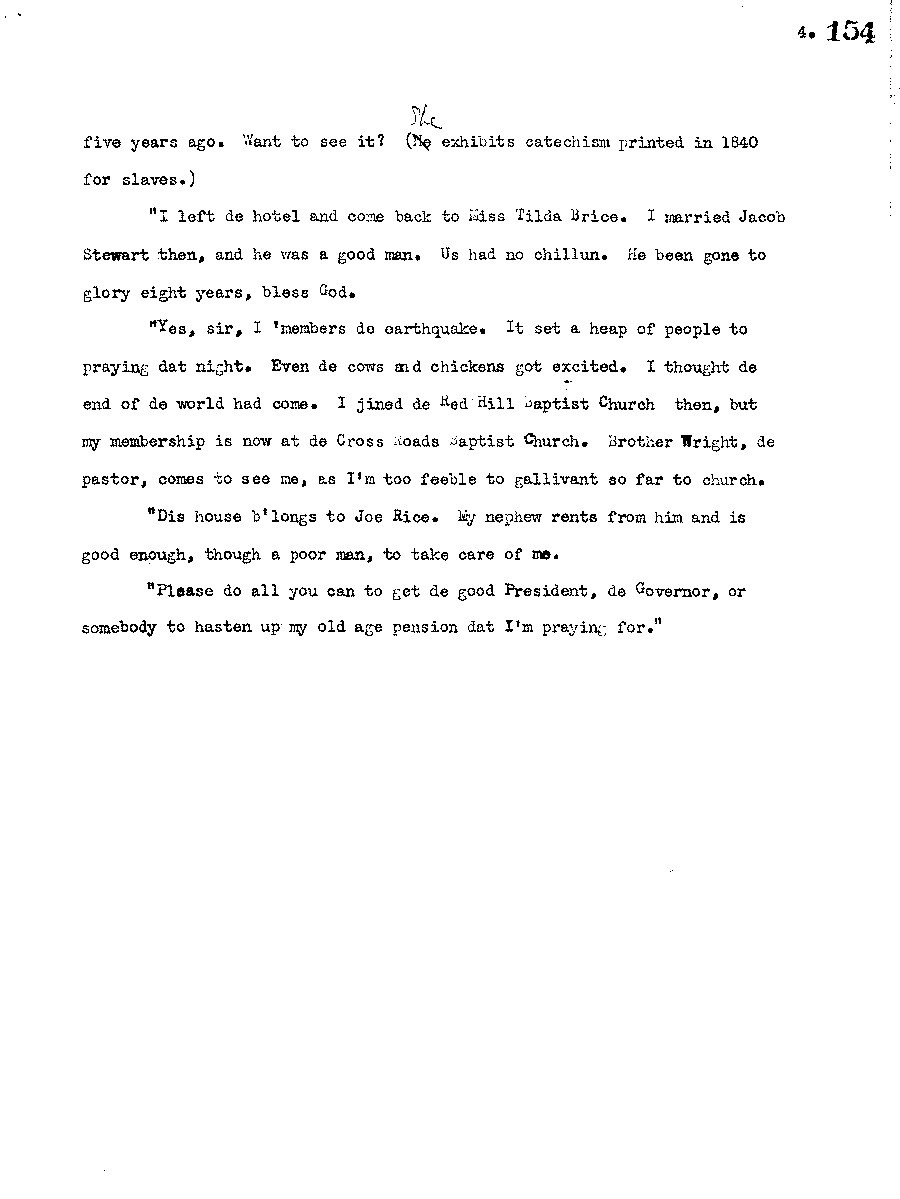 4. 154
She
five years ago. Want to see it? (He exhibits catechism printed in 1840
for slaves.)
"I left de hotel and come back to Miss Tilda Brice. I married Jacob
Stewart then, and he was a good man. Us had no chillun. He been gone to
glory eight years, bless God.
"Yes, sir, I 'members de earthquake. It set a heap of people to
praying dat night. Even de cows and chickens got excited. I thought de
end of de world had come. I jined de Red Hill Baptist Church then, but
my membership is now at de Cross Roads Baptist Church. Brother Wright, de
pastor, comes to see me, as I'm too feeble to gallivant so far to church.
"Dis house b'longs to Joe Rice. My nephew rents from him and is
good enough, though a poor man, to take care of me.
"Please do all you can to get de good President, de Governor, or
somebody to hasten up my old age pension dat I'm praying for."